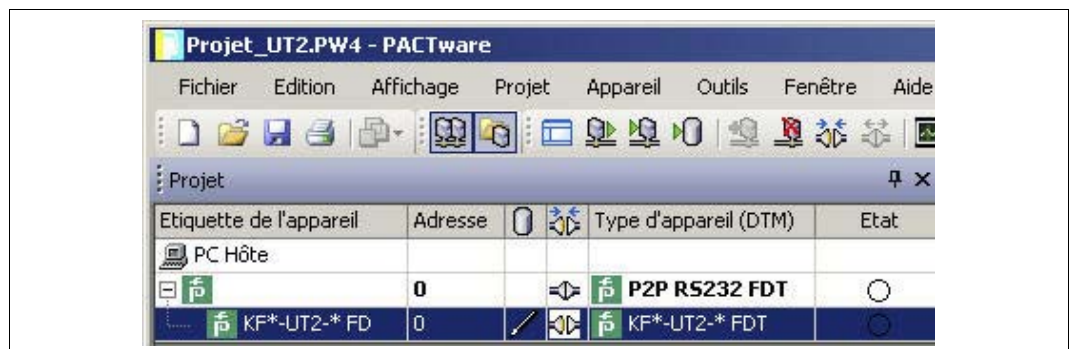 Projet_UT2.PW4 - PACTware
Fichier Edition Affichage Projet Appareil Outils Fenêtre Aide
Projet
Etiquette de l'appareil Adresse Type d'appareil (DTM) Etat
PC Hôte
0 P2P RS232 FDT
KF*-UT2-* FD 0 KF*-UT2-* FDT